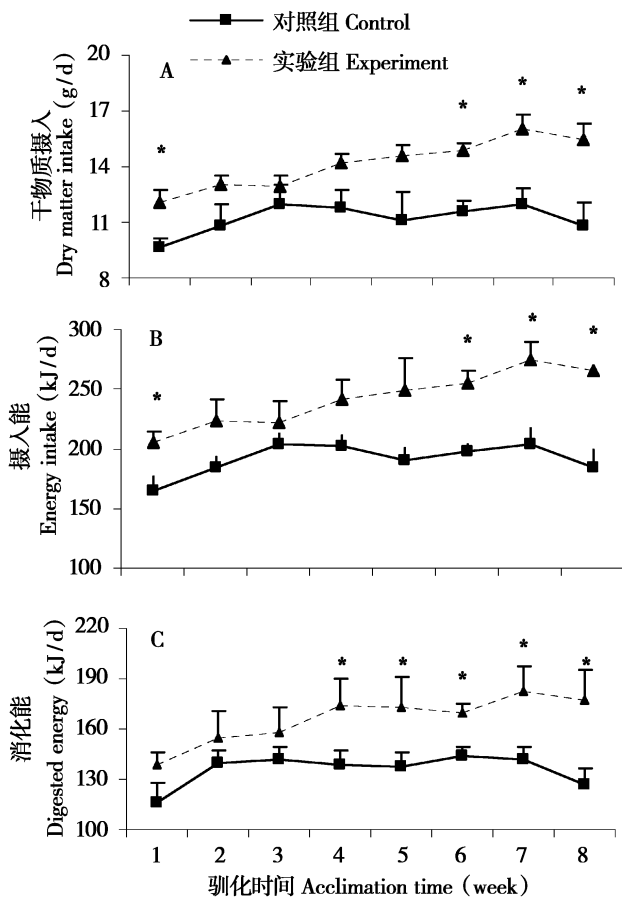 对照组 Control
实验组 Experiment
A
20
17
14
11
8
干物质摄入
Dry matter intake (g/d)
*
*
*
*
B
300
250
200
150
100
摄入能
Energy intake (kJ/d)
*
*
*
*
C
220
190
160
130
100
消化能
Digested energy (kJ/d)
*
*
*
*
*
1 2 3 4 5 6 7 8
驯化时间 Acclimation time (week)